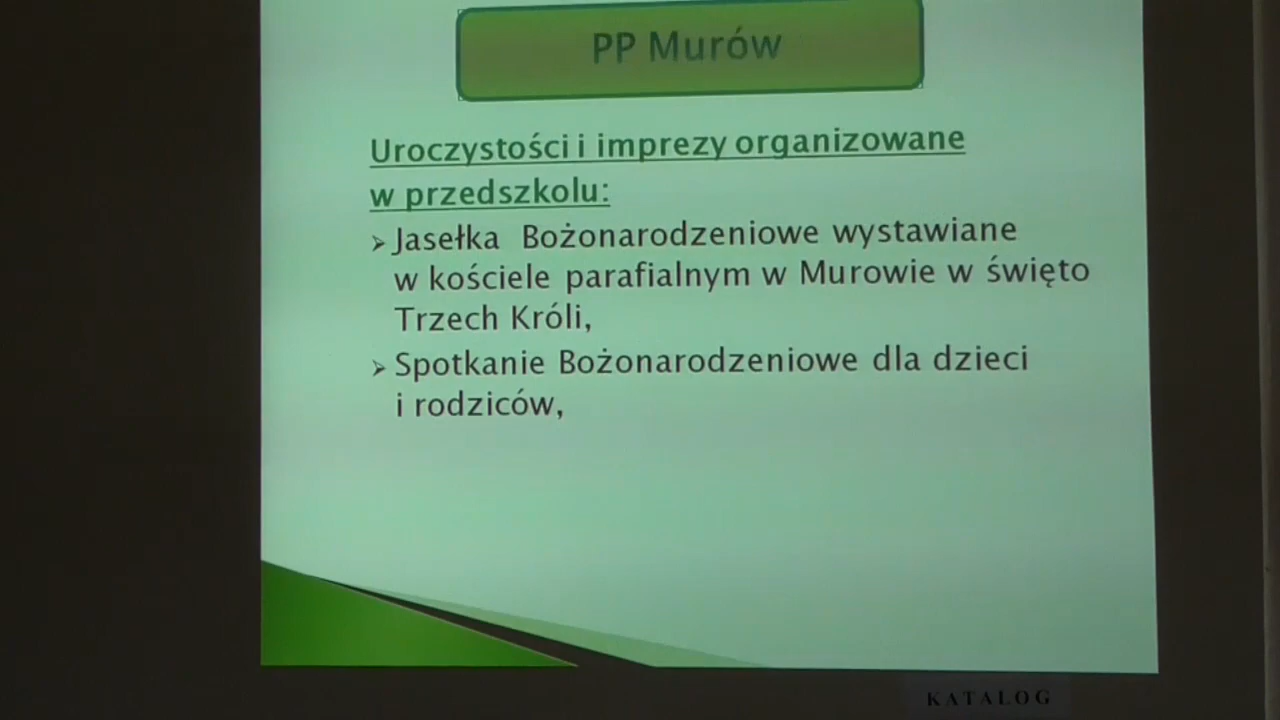 PP Murów
Uroczystości i imprezy organizowane
w przedszkolu:
Jasełka Bożonarodzeniowe wystawiane
w kościele parafialnym w Murowie w święto
Trzech Króli,
Spotkanie Bożonarodzeniowe dla dzieci
i rodziców,
KATALOG